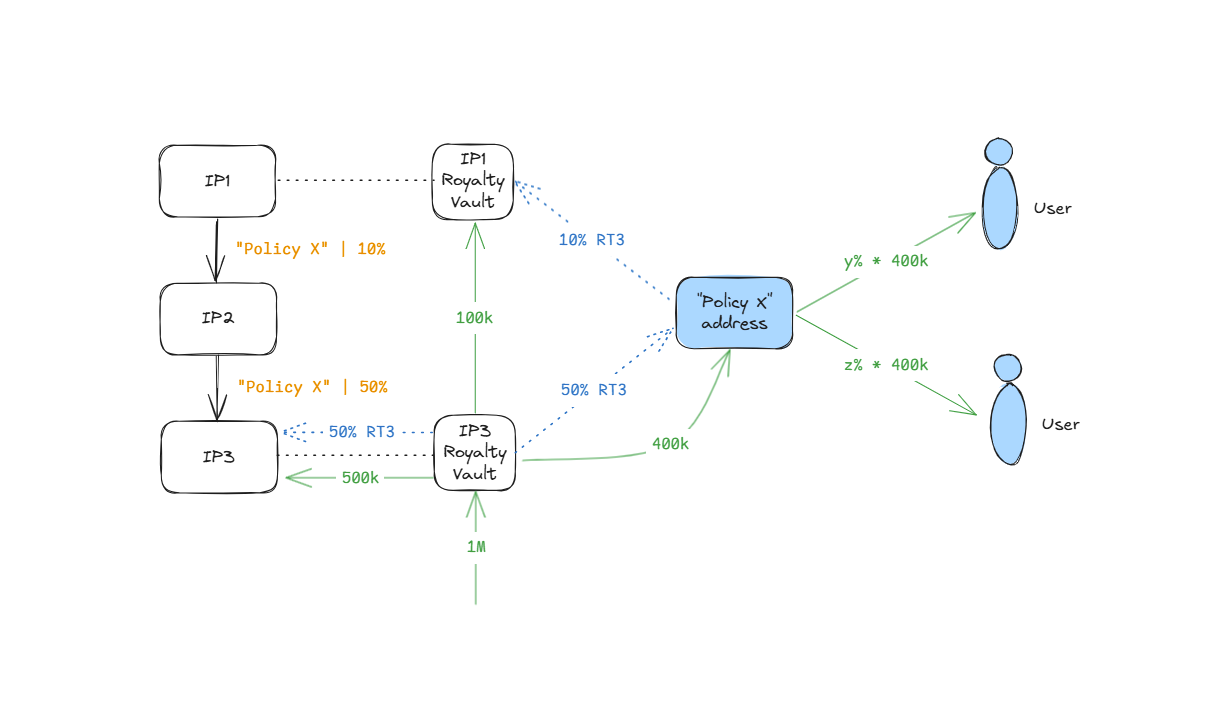 IP1
IP1
Royalty
Vault
User
"Policy X" | 10%
10% RT3
y% * 400k
IP2
100k
"Policy X"
address
z% * 400k
"Policy X" | 50%
50% RT3
User
IP3
50% RT3
IP3
Royalty
Vault
400k
500k
1M